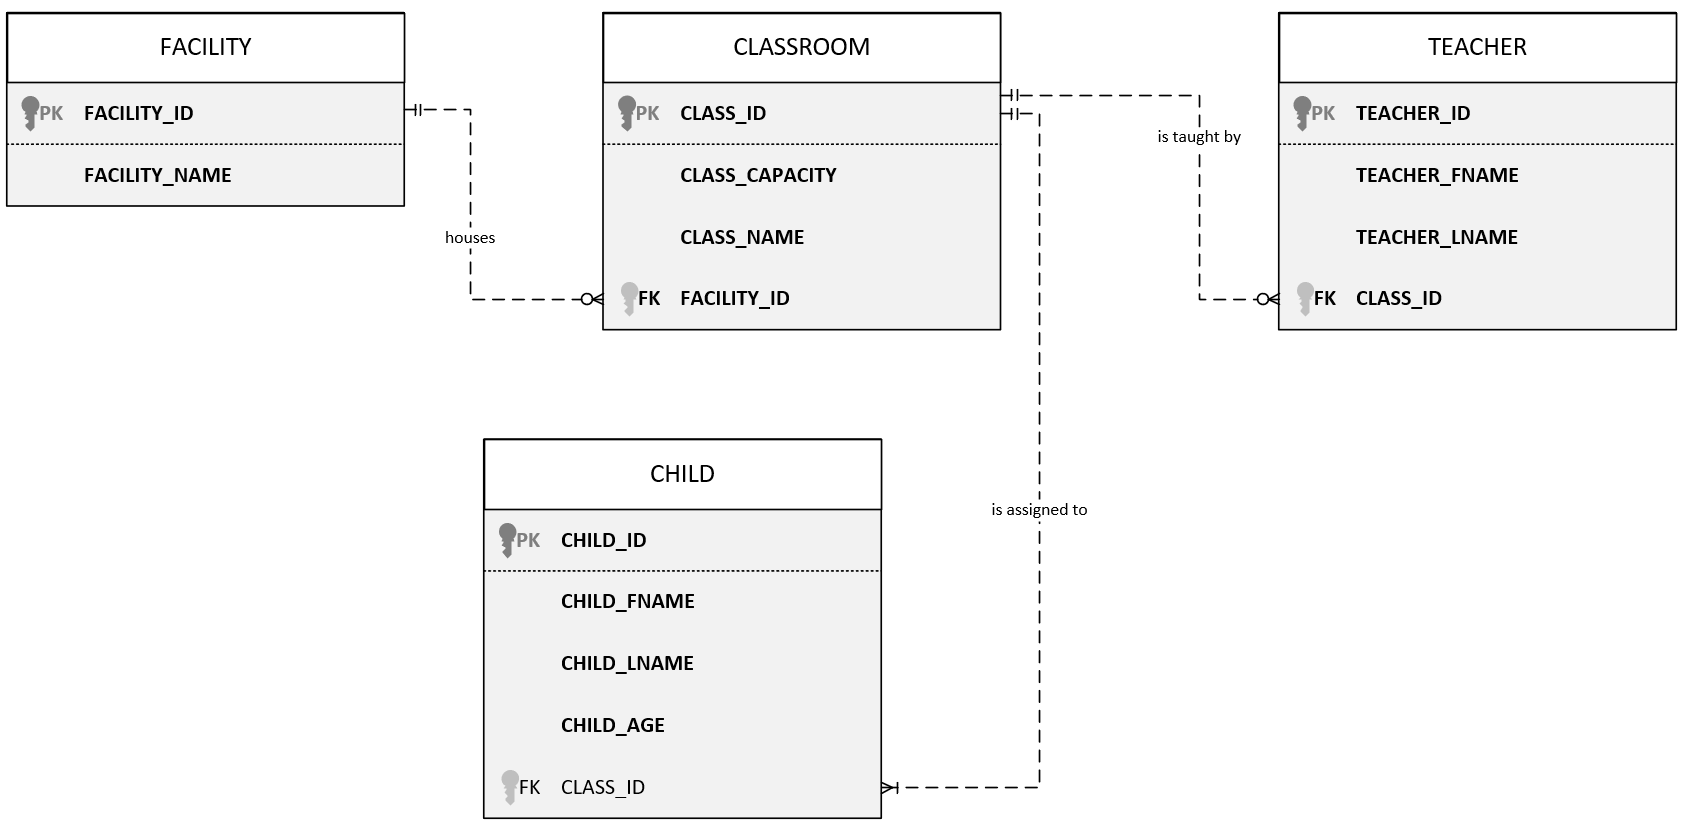 FACILITY
PK FACILITY_ID
FACILITY_NAME
CLASSROOM
PK CLASS_ID
CLASS_CAPACITY
CLASS_NAME
FK FACILITY_ID
TEACHER
PK TEACHER_ID
TEACHER_FNAME
TEACHER_LNAME
FK CLASS_ID
houses
is taught by
is assigned to
CHILD
PK CHILD_ID
CHILD_FNAME
CHILD_LNAME
CHILD_AGE
FK CLASS_ID